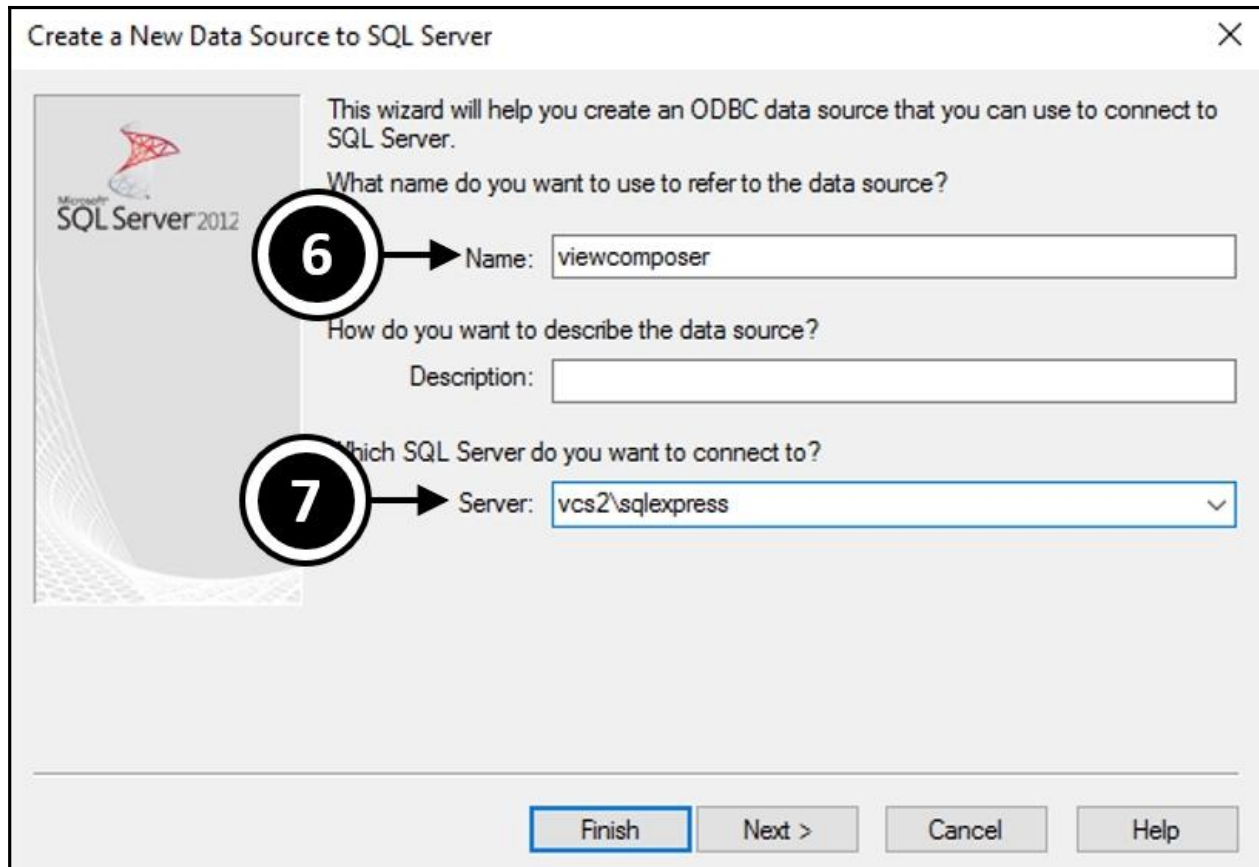 Create a New Data Source to SQL Server
This wizard will help you create an ODBC data source that you can use to connect to
SQL Server.
What name do you want to use to refer to the data source?
Microsoft
SQL Server 2012
6
Name: viewcomposer
How do you want to describe the data source?
Description:
Which SQL Server do you want to connect to?
7
Server: vcs2\sqlexpress
Finish Next > Cancel Help